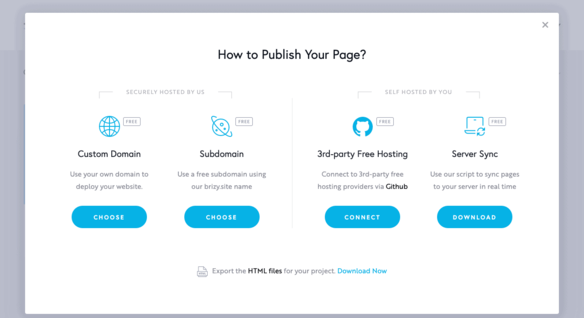 How to Publish Your Page?
SECURELY HOSTED BY US
FREE
FREE
Custom Domain
Subdomain
Use your own domain to
deploy your website.
Use a free subdomain using
our brizy.site name
CHOOSE
CHOOSE
SELF HOSTED BY YOU
FREE
FREE
3rd-party Free Hosting
Server Sync
Connect to 3rd-party free
hosting providers via Github
Use our script to sync pages
to your server in real time
CONNECT
DOWNLOAD
Export the HTML files for your project. Download Now